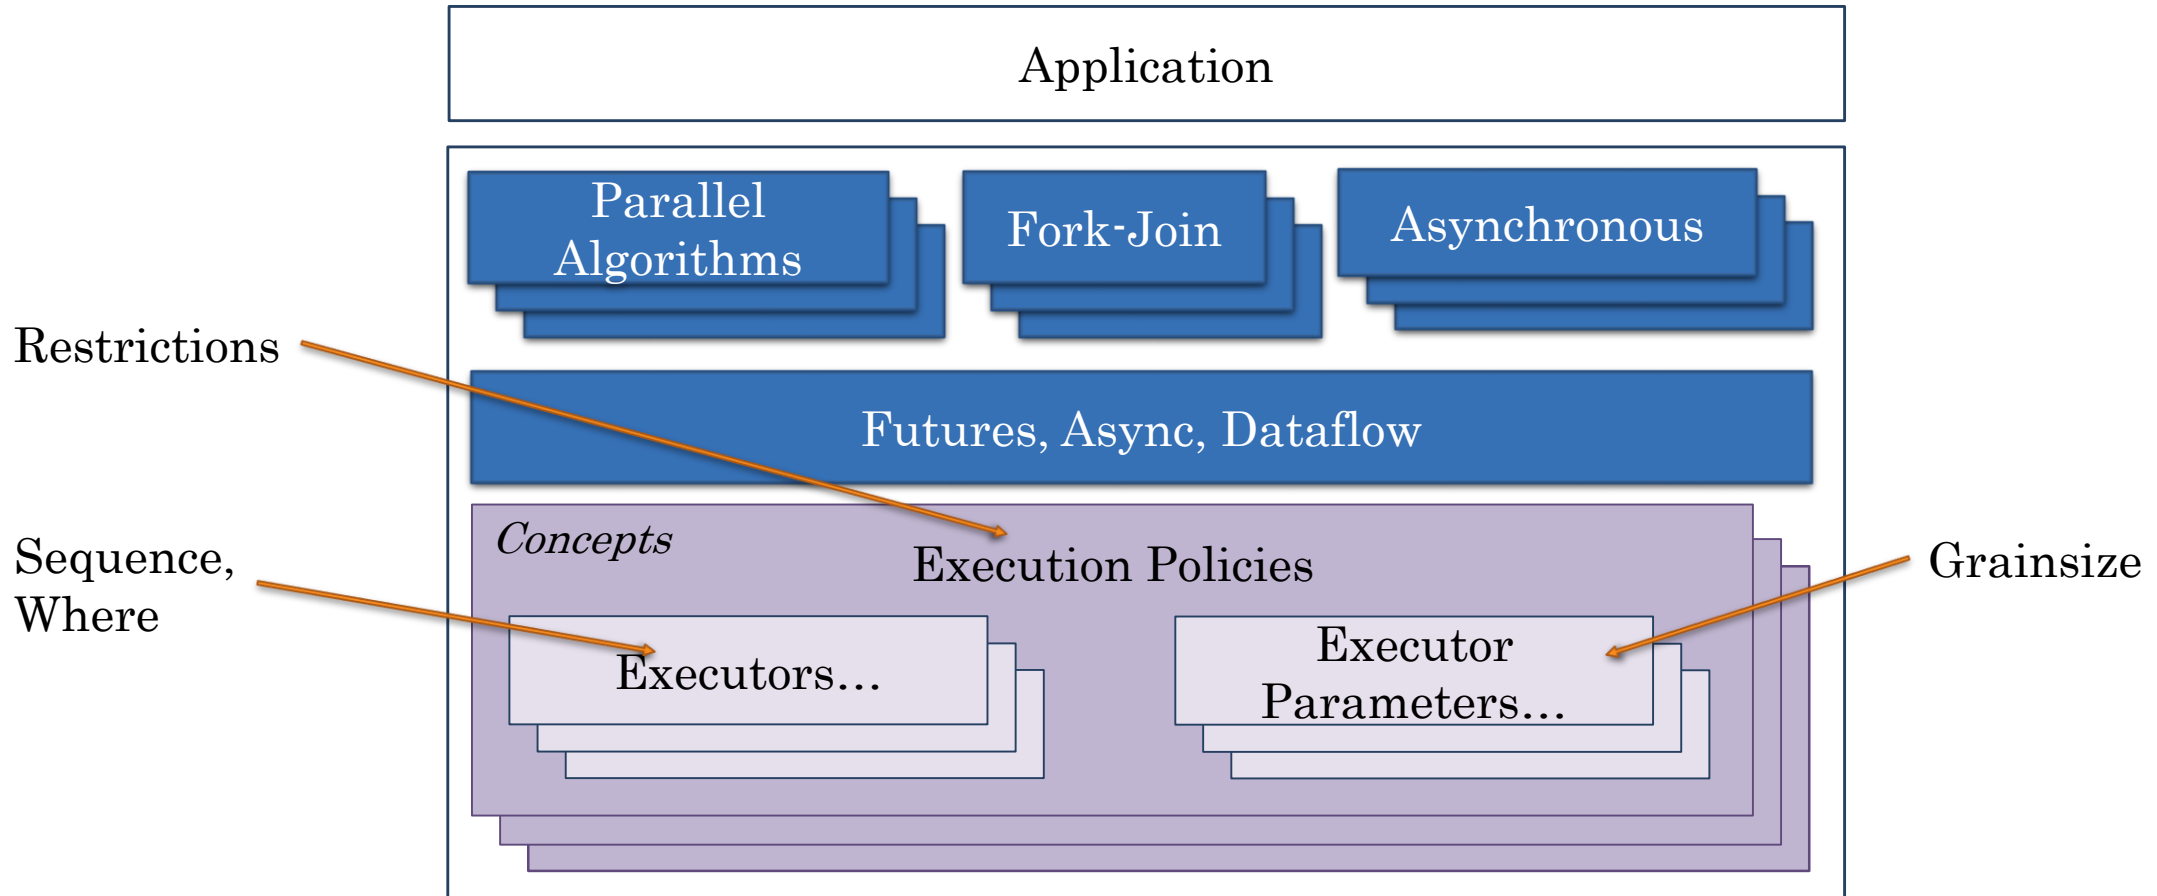 Application
Parallel
Algorithms
Fork-Join
Asynchronous
Restrictions
Futures, Async, Dataflow
Concepts
Execution Policies
Sequence,
Where
Grainsize
Executors…
Executor
Parameters…